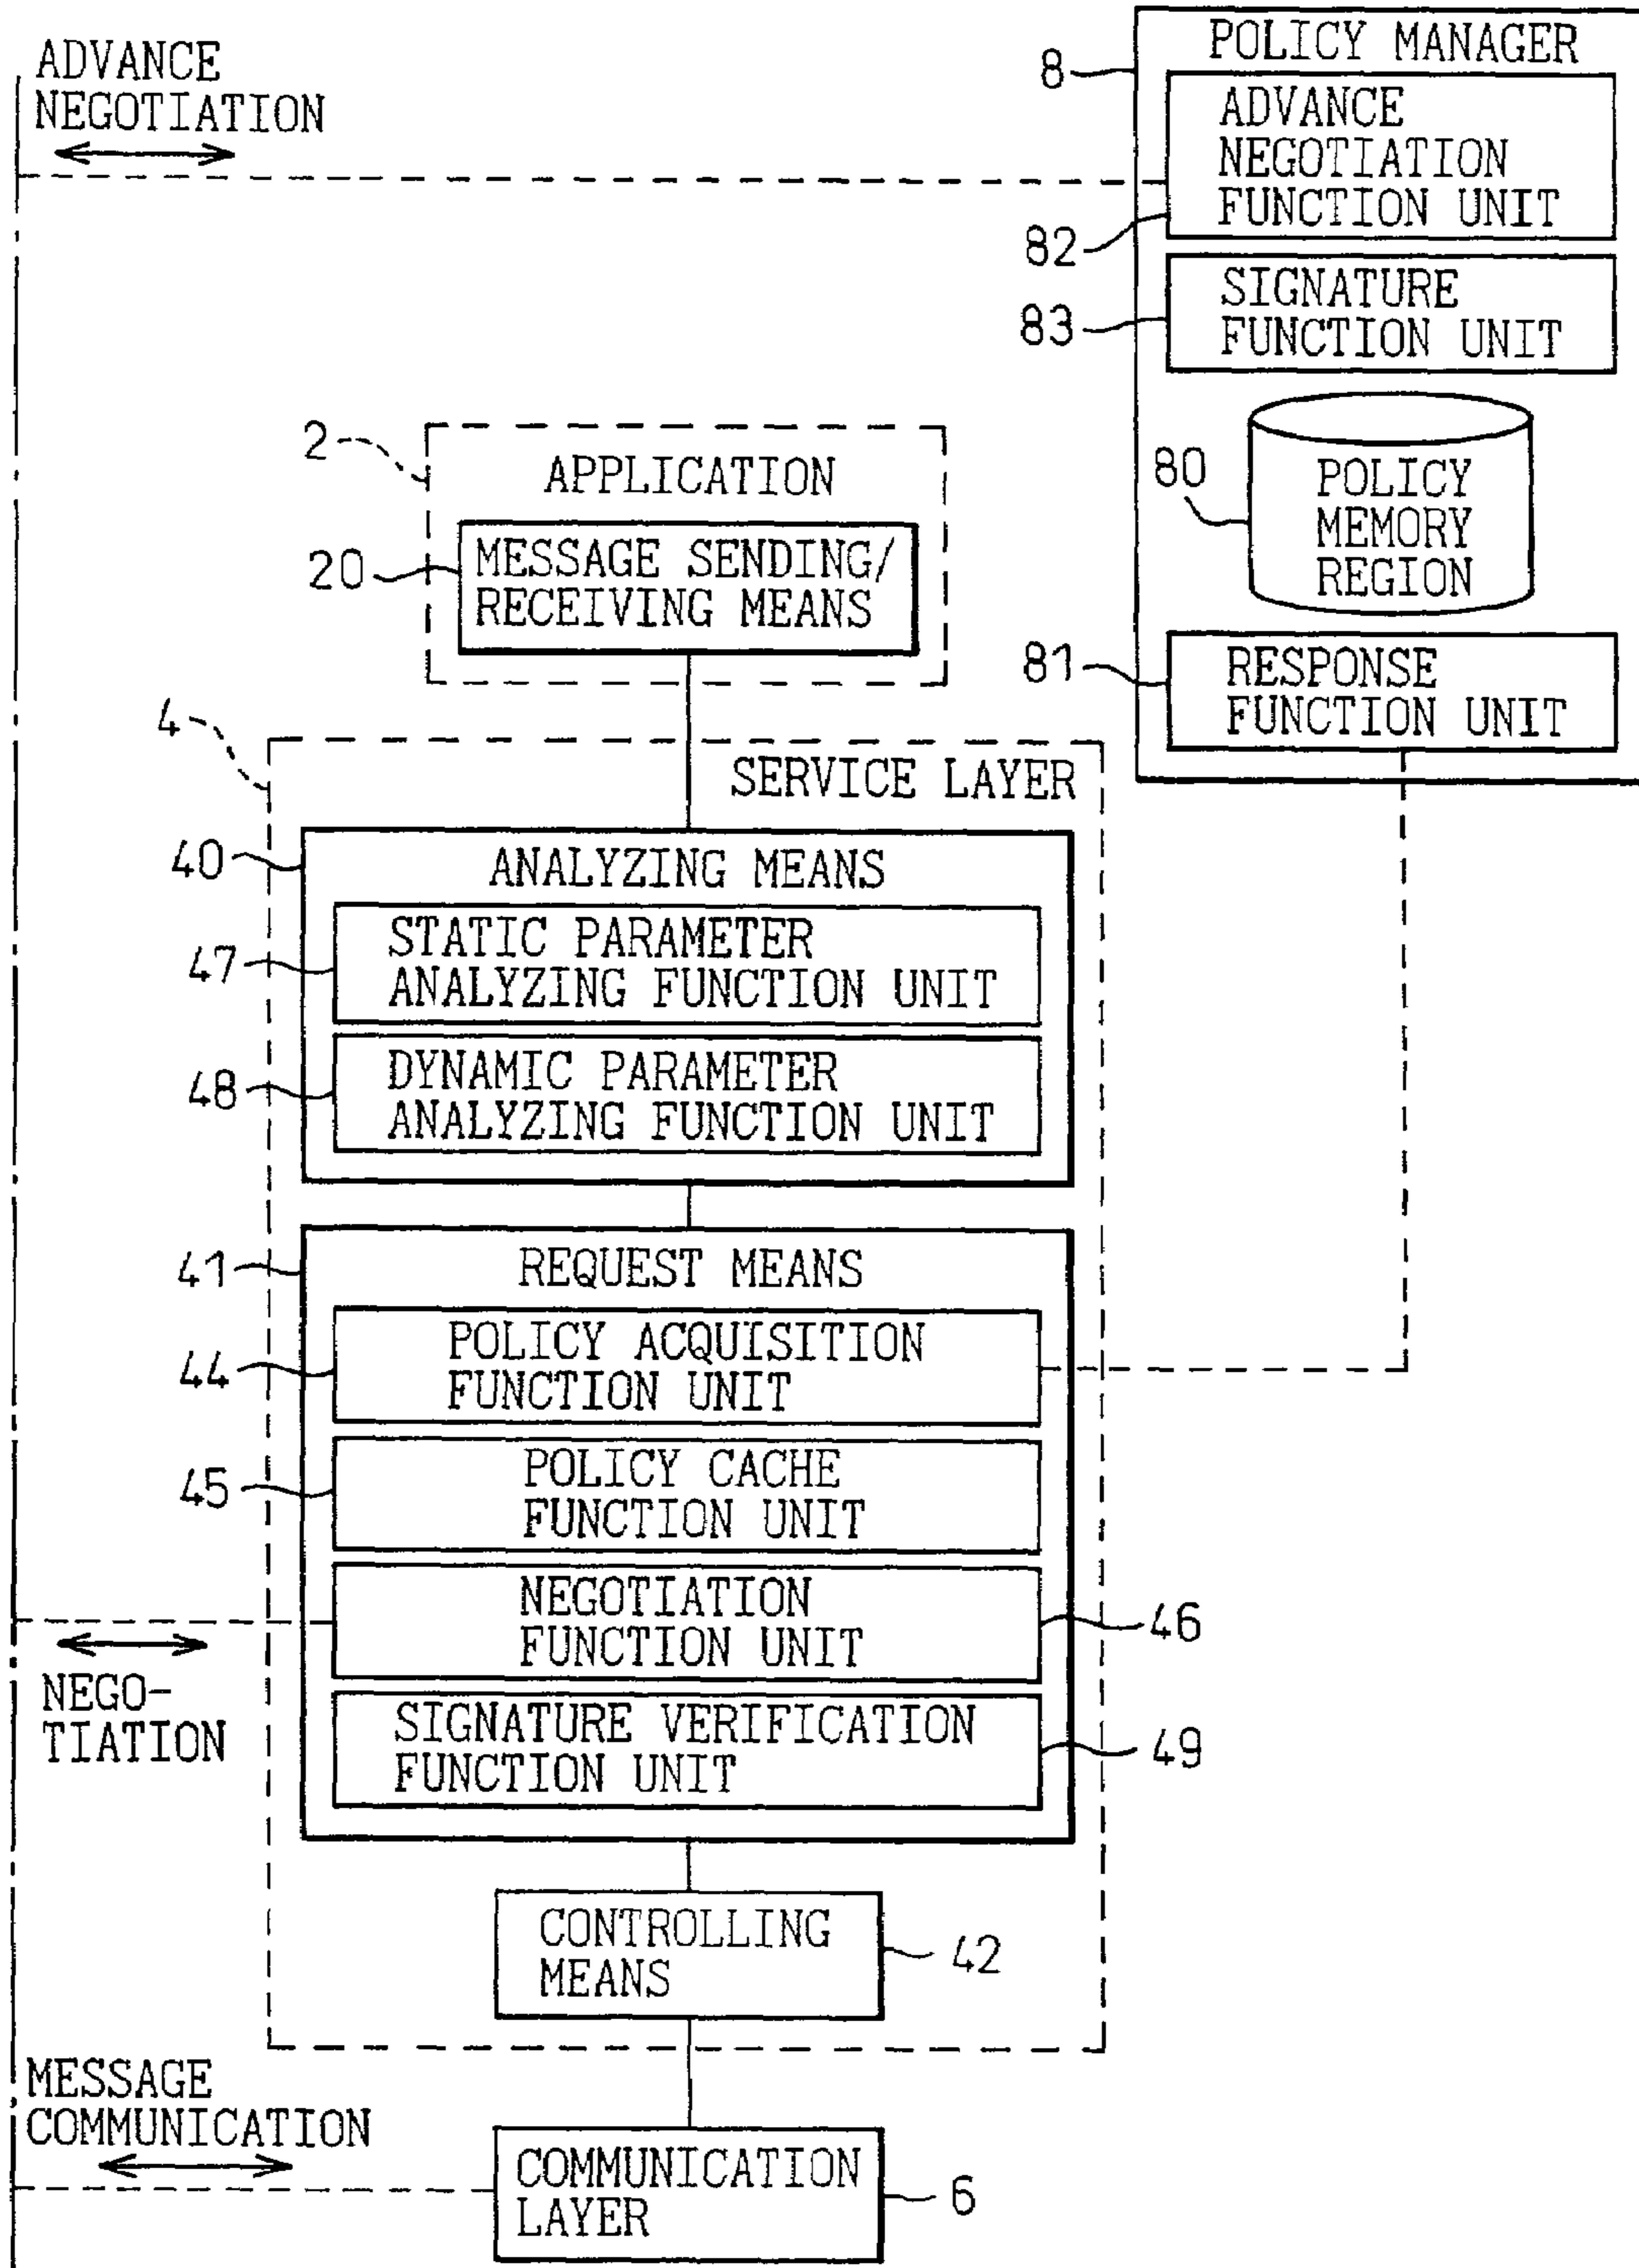 ADVANCE
NEGOTIATION
8
POLICY MANAGER
ADVANCE
NEGOTIATION
FUNCTION UNIT
82
SIGNATURE
FUNCTION UNIT
83
80
POLICY
MEMORY
REGION
81
RESPONSE
FUNCTION UNIT
2
APPLICATION
20
MESSAGE SENDING/
RECEIVING MEANS
4
SERVICE LAYER
40
ANALYZING MEANS
47
STATIC PARAMETER
ANALYZING FUNCTION UNIT
48
DYNAMIC PARAMETER
ANALYZING FUNCTION UNIT
41
REQUEST MEANS
44
POLICY ACQUISITION
FUNCTION UNIT
45
POLICY CACHE
FUNCTION UNIT
NEGOTIATION
FUNCTION UNIT
46
NEGO-
TIATION
SIGNATURE VERIFICATION
FUNCTION UNIT
49
CONTROLLING
MEANS
42
MESSAGE
COMMUNICATION
COMMUNICATION
LAYER
6